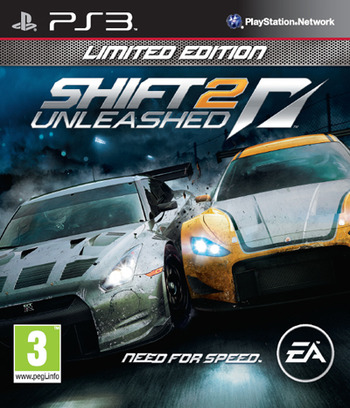 PS3
PlayStation®Network
LIMITED EDITION
SHIFT 2
UNLEASHED
3
www.pegi.info
NEED FOR SPEED.
EA